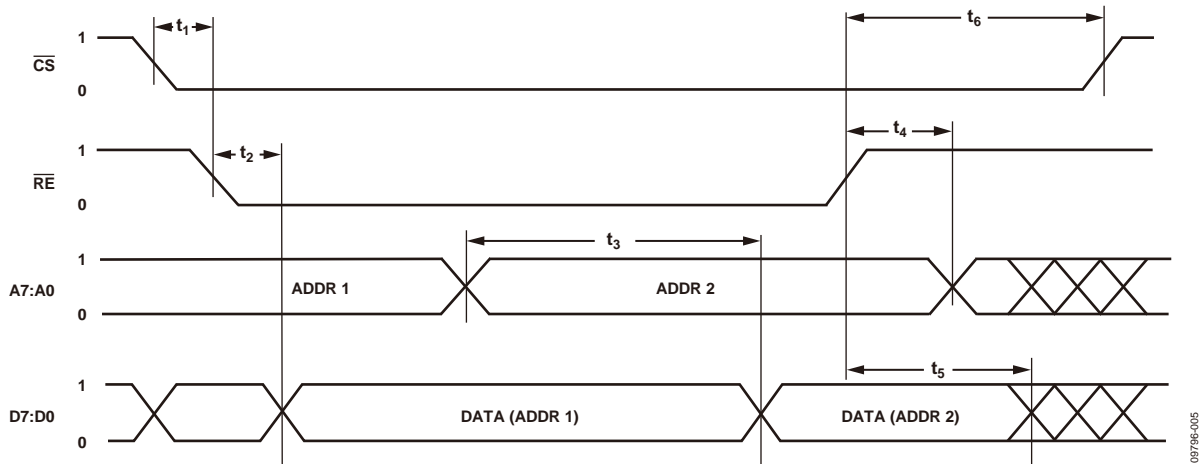 t1
t6
1
CS
0
t4
1
t2
RE
0
t3
1
A7:A0
ADDR 1
ADDR 2
0
t5
1
D7:D0
DATA (ADDR 1)
DATA (ADDR 2)
0
09796-005